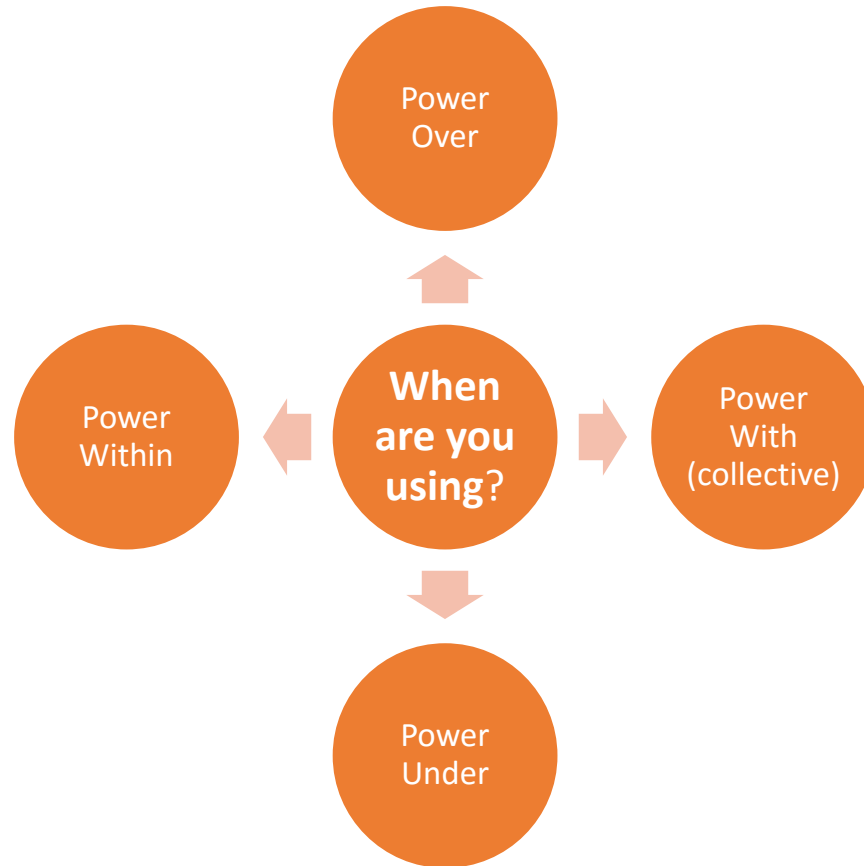 Power
Over
Power
Within
When
are you
using?
Power
With
(collective)
Power
Under